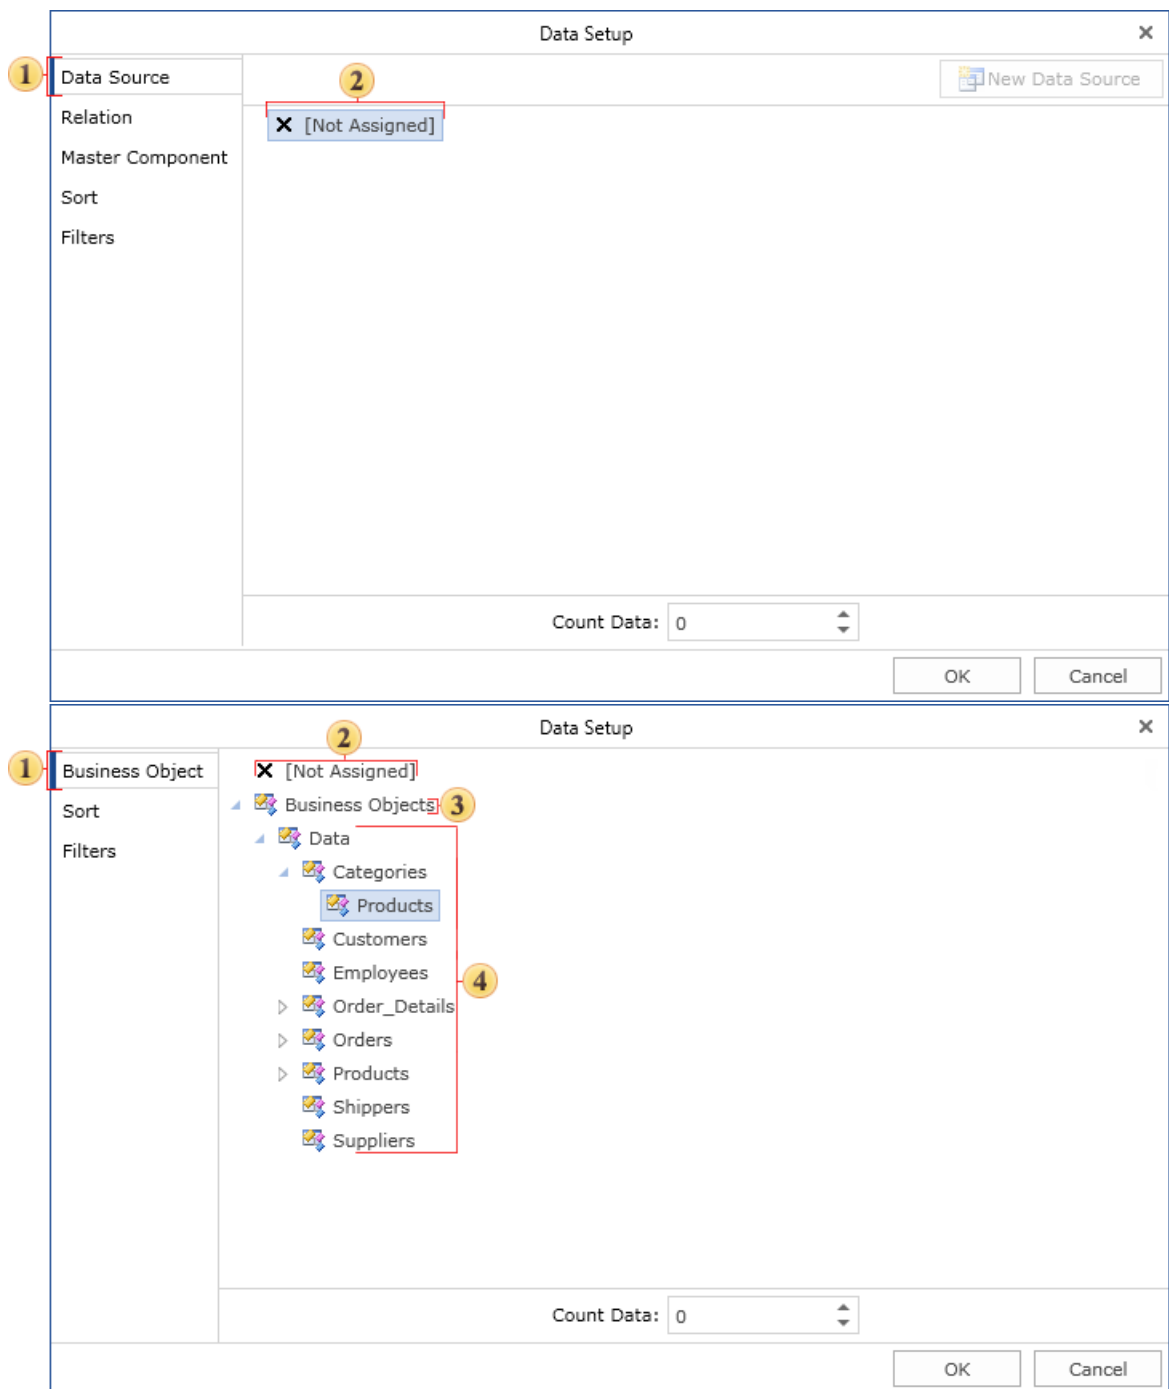 Data Setup
1 Data Source
2
New Data Source
Relation
[Not Assigned]
Master Component
Sort
Filters
Count Data: 0
OK Cancel
Data Setup
2
1 Business Object
[Not Assigned]
Sort
Business Objects 3
Filters
Data
Categories
Products
Customers
Employees
4
Order_Details
Orders
Products
Shippers
Suppliers
Count Data: 0
OK Cancel